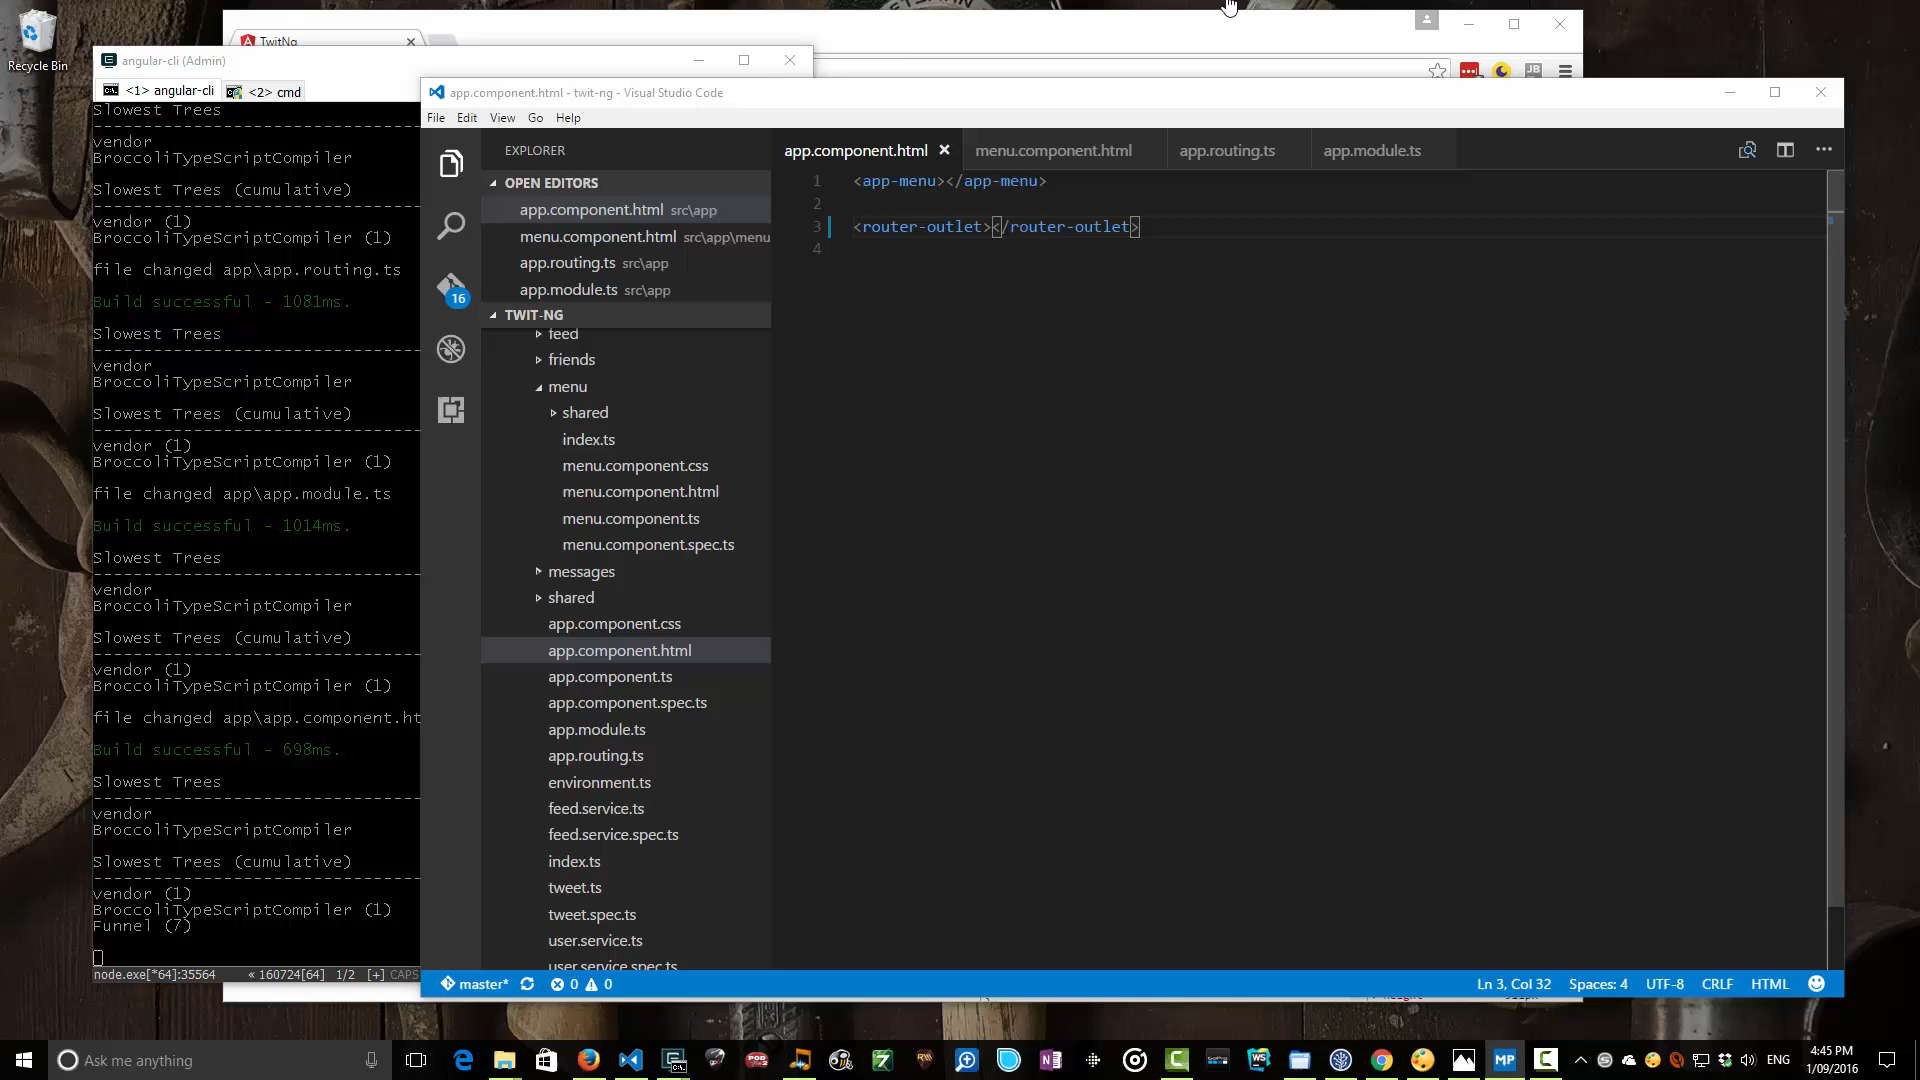 Recycle Bin
TwitNg
angular-cli (Admin)
<1> angular-cli
<2> cmd
Slowest Trees
vendor
BroccoliTypeScriptCompiler
Slowest Trees (cumulative)
vendor (1)
BroccoliTypeScriptCompiler (1)
file changed app\app.routing.ts
Build successful - 1081ms.
Slowest Trees
vendor
BroccoliTypeScriptCompiler
Slowest Trees (cumulative)
vendor (1)
BroccoliTypeScriptCompiler (1)
file changed app\app.module.ts
Build successful - 1014ms.
Slowest Trees
vendor
BroccoliTypeScriptCompiler
Slowest Trees (cumulative)
vendor (1)
BroccoliTypeScriptCompiler (1)
file changed app\app.component.ht
Build successful - 698ms.
Slowest Trees
vendor
BroccoliTypeScriptCompiler
Slowest Trees (cumulative)
vendor (1)
BroccoliTypeScriptCompiler (1)
Funnel (7)
node.exe[*64]:35564 « 160724[64] 1/2 [+] CAPS
JB
app.component.html - twit-ng - Visual Studio Code
File Edit View Go Help
EXPLORER
OPEN EDITORS
app.component.html src\app
menu.component.html src\app\menu
app.routing.ts src\app
app.module.ts src\app
16
TWIT-NG
feed
friends
menu
shared
index.ts
menu.component.css
menu.component.html
menu.component.ts
menu.component.spec.ts
messages
shared
app.component.css
app.component.html
app.component.ts
app.component.spec.ts
app.module.ts
app.routing.ts
environment.ts
feed.service.ts
feed.service.spec.ts
index.ts
tweet.ts
tweet.spec.ts
user.service.ts
user.service.spec.ts
app.component.html menu.component.html app.routing.ts app.module.ts
1 <app-menu></app-menu>
2
3 <router-outlet></router-outlet>
4
master* 0 0 Ln 3, Col 32 Spaces: 4 UTF-8 CRLF HTML
Ask me anything
ENG
4:45 PM
1/09/2016